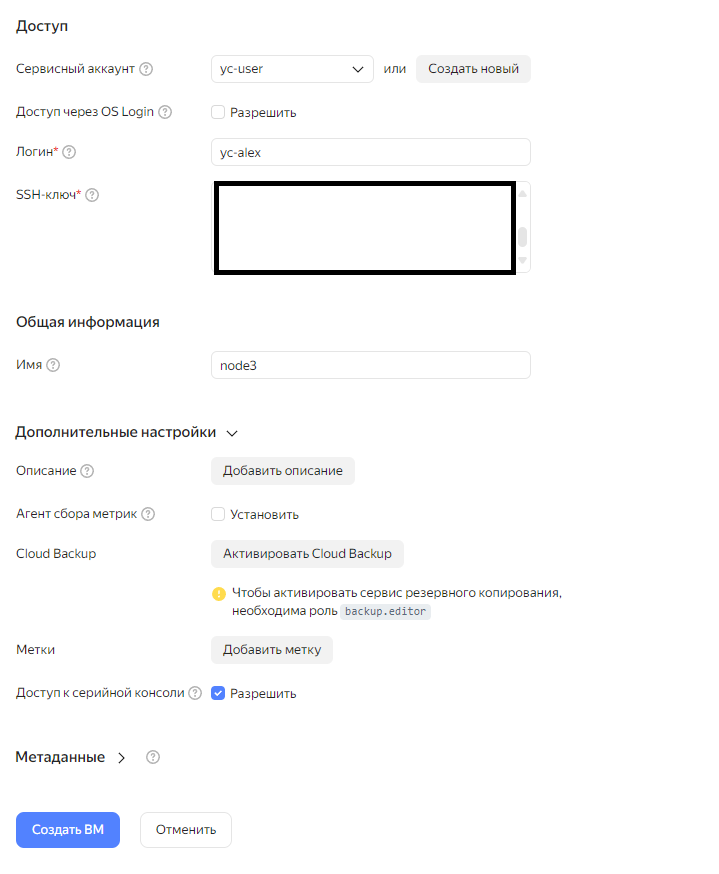 Доступ
Сервисный аккаунт
yc-user
или
Создать новый
Доступ через OS Login
Разрешить
Логин*
yc-alex
SSH-ключ*
Общая информация
Имя
node3
Дополнительные настройки
Описание
Добавить описание
Агент сбора метрик
Установить
Cloud Backup
Активировать Cloud Backup
Чтобы активировать сервис резервного копирования,
необходима роль backup.editor
Метки
Добавить метку
Доступ к серийной консоли
Разрешить
Метаданные
Создать ВМ
Отменить